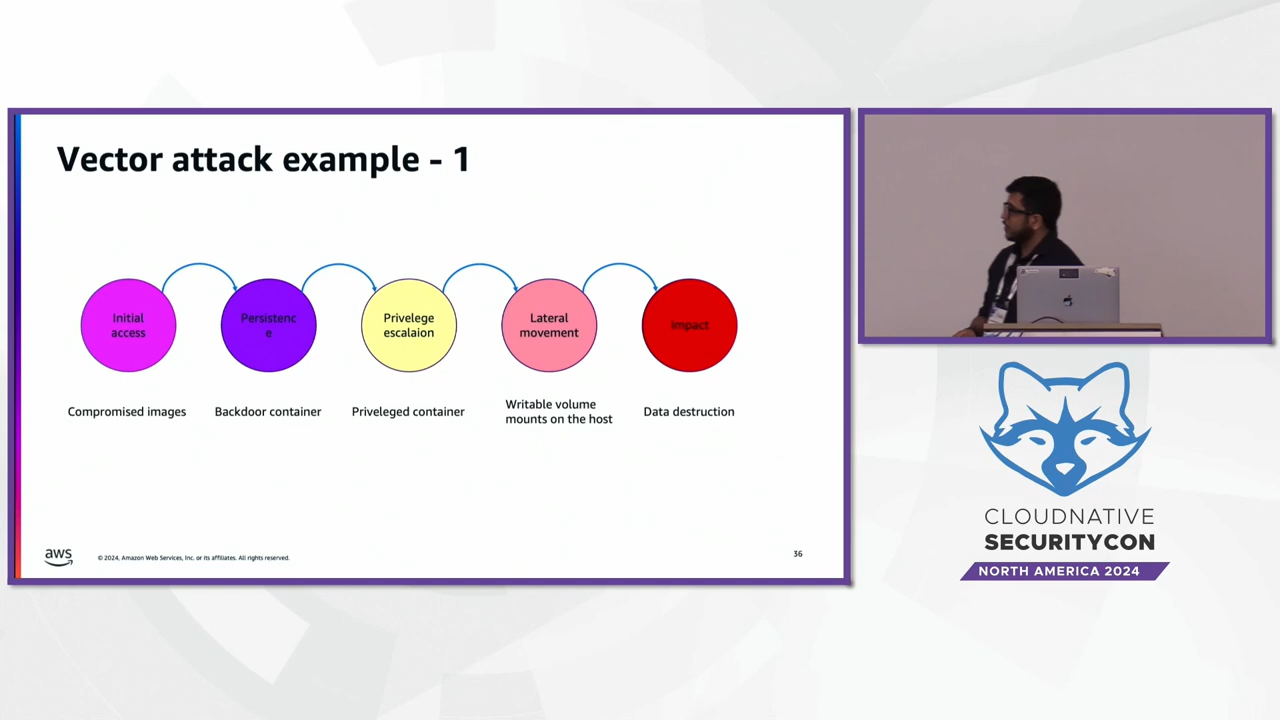 Vector attack example - 1
Initial
access
Persistenc
e
Privelege
escalaion
Lateral
movement
Impact
Compromised images
Backdoor container
Priveleged container
Writable volume
mounts on the host
Data destruction
aws
© 2024, Amazon Web Services, Inc. or its affiliates. All rights reserved.
36
CLOUDNATIVE
SECURITYCON
NORTH AMERICA 2024